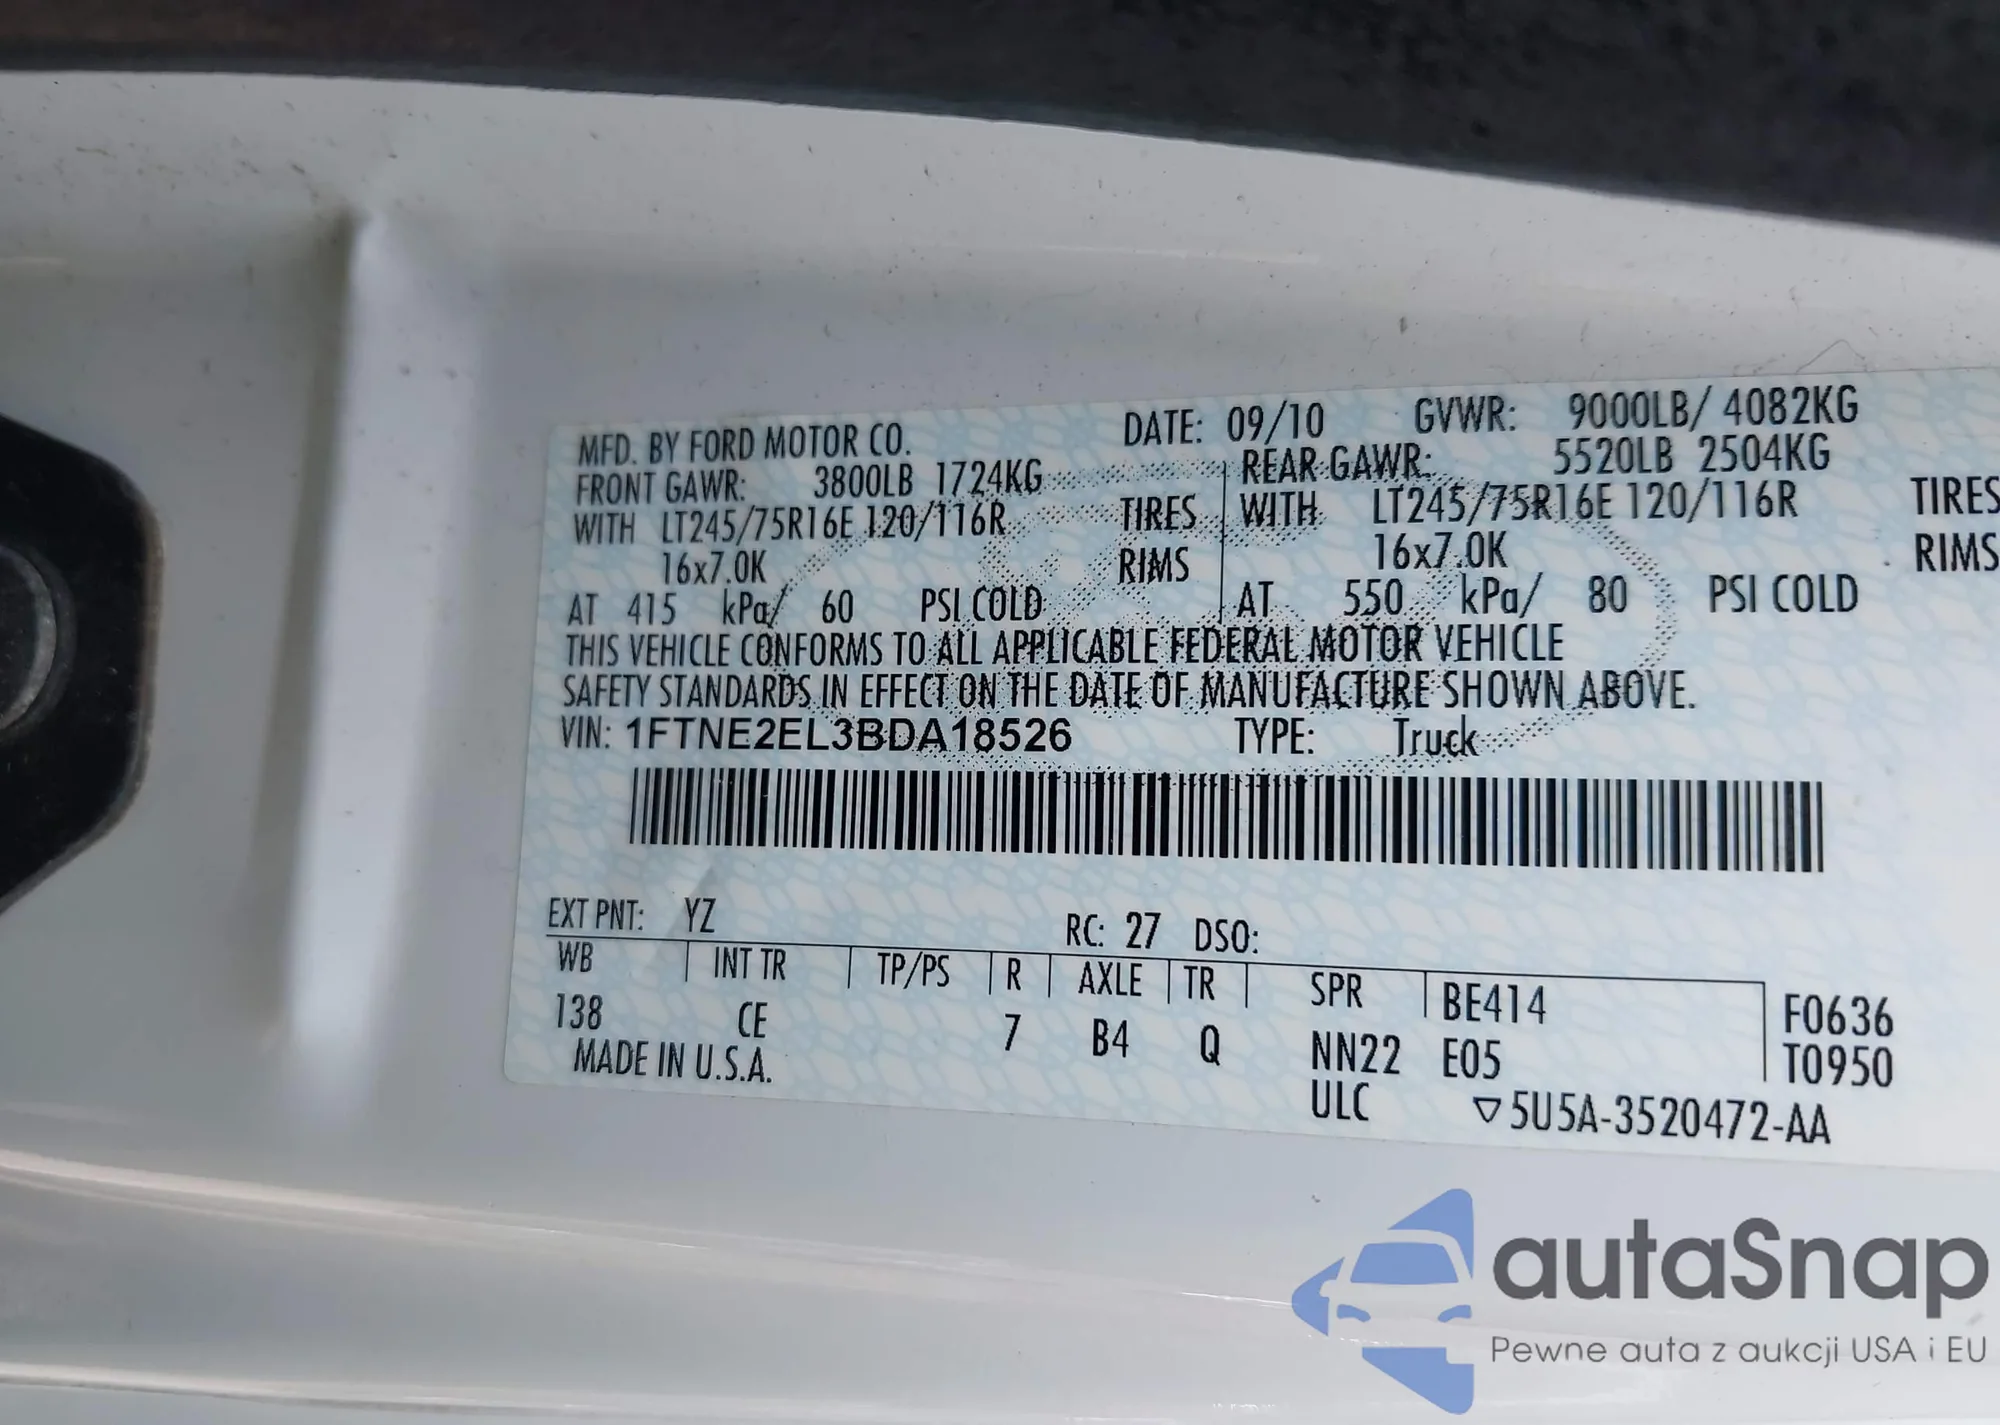 MFD. BY FORD MOTOR CO. DATE: 09/10 GVWR: 9000LB/ 4082KG
FRONT GAWR: 3800LB 1724KG REAR GAWR: 5520LB 2504KG
WITH LT245/75R16E 120/116R TIRES WITH LT245/75R16E 120/116R TIRES
16x7.0K RIMS 16x7.0K RIMS
AT 415 kPa/ 60 PSI COLD AT 550 kPa/ 80 PSI COLD
THIS VEHICLE CONFORMS TO ALL APPLICABLE FEDERAL MOTOR VEHICLE
SAFETY STANDARDS IN EFFECT ON THE DATE OF MANUFACTURE SHOWN ABOVE.
VIN: 1FTNE2EL3BDA18526 TYPE: Truck
EXT PNT: YZ RC: 27 DSO:
WB INT TR TP/PS R AXLE TR SPR BE414 F0636
138 CE 7 B4 Q NN22 E05 T0950
MADE IN U.S.A. ULC ▽5U5A-3520472-AA
autaSnap
Pewne auta z aukcji USA i EU